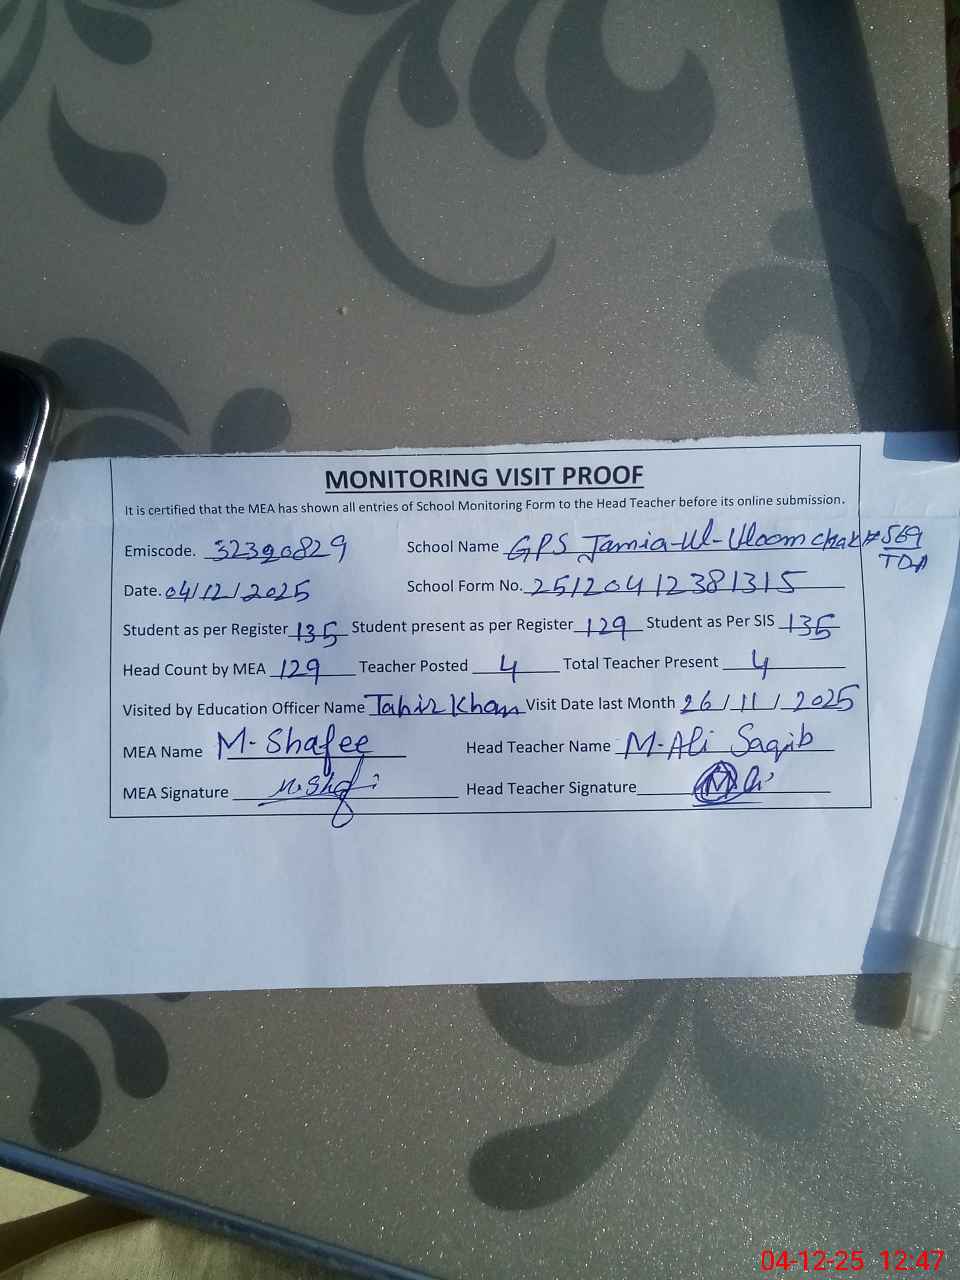 MONITORING VISIT PROOF
It is certified that the MEA has shown all entries of School Monitoring Form to the Head Teacher before its online submission.
Emiscode. 32390829 School Name GPS Jamia-ul-Uloom chak # 569 TDA
Date. 04/12/2025 School Form No. 25120412381315
Student as per Register 135 Student present as per Register 129 Student as Per SIS 135
Head Count by MEA 129 Teacher Posted 4 Total Teacher Present 4
Visited by Education Officer Name Tahir Khan Visit Date last Month 26/11/2025
MEA Name M-Shafee Head Teacher Name M-Ali Saqib
MEA Signature Head Teacher Signature
04-12-25 12:47